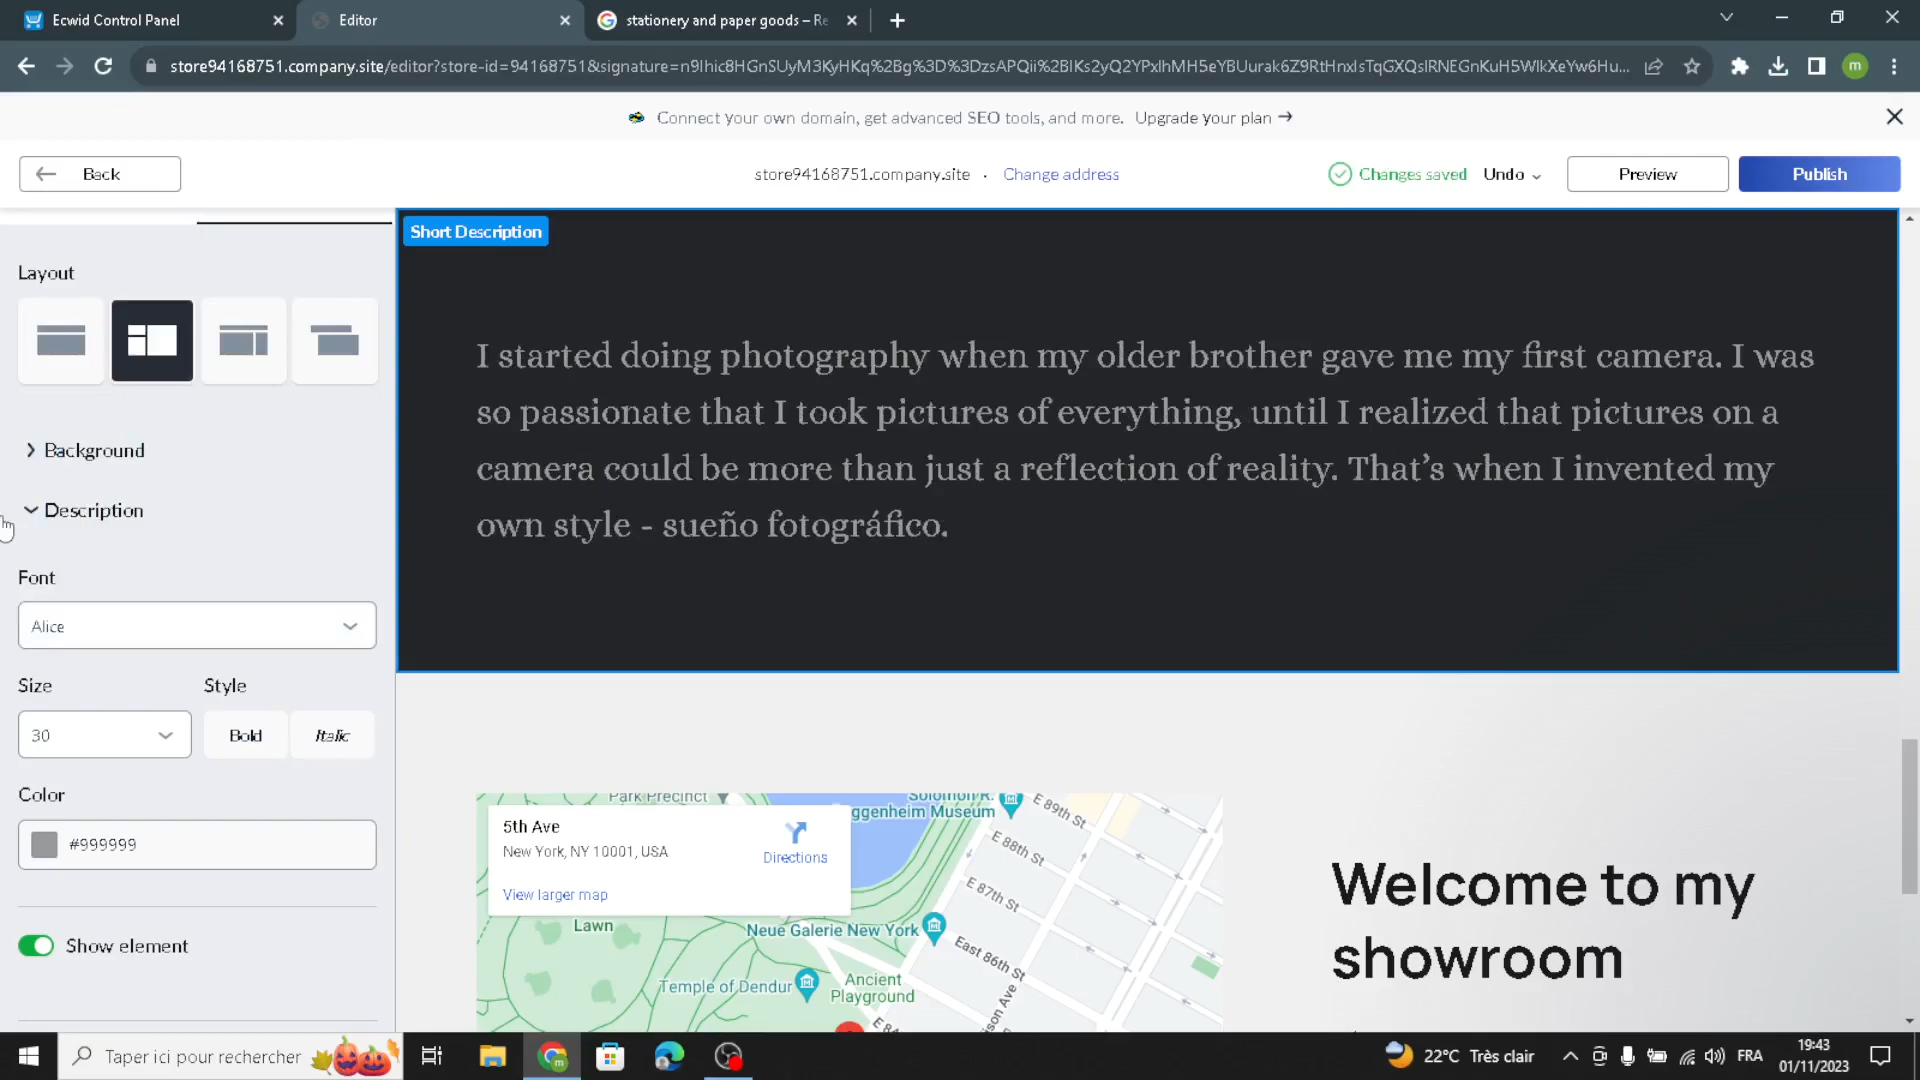 Ecwid Control Panel
Editor
stationery and paper goods – Re
store94168751.company.site/editor?store-id=94168751&signature=n9Ihic8HGnSUyM3KyHKq%2Bg%3D%3DzsAPQii%2BIKs2yQ2YPxlhMH5eYBUurak6Z9RtHnxIsTqGXQsIRNEGnKuH5WIkXeYw6Hu...
m
Connect your own domain, get advanced SEO tools, and more. Upgrade your plan →
Back
store94168751.company.site · Change address
Changes saved
Undo
Preview
Publish
Layout
Background
Description
Font
Alice
Size
Style
30
Bold
Italic
Color
#999999
Show element
Short Description
I started doing photography when my older brother gave me my first camera. I was
so passionate that I took pictures of everything, until I realized that pictures on a
camera could be more than just a reflection of reality. That’s when I invented my
own style - sueño fotográfico.
Park Precinct
Solomon R.
ggenheim Museum
E 89th St
E 88th St
E 87th St
5th Ave
New York, NY 10001, USA
Directions
View larger map
Lawn
Neue Galerie New York
East 86th St
Temple of Dendur
Ancient
Playground
ison Ave
E 8
Welcome to my
showroom
Taper ici pour rechercher
22°C Très clair
FRA
19:43
01/11/2023